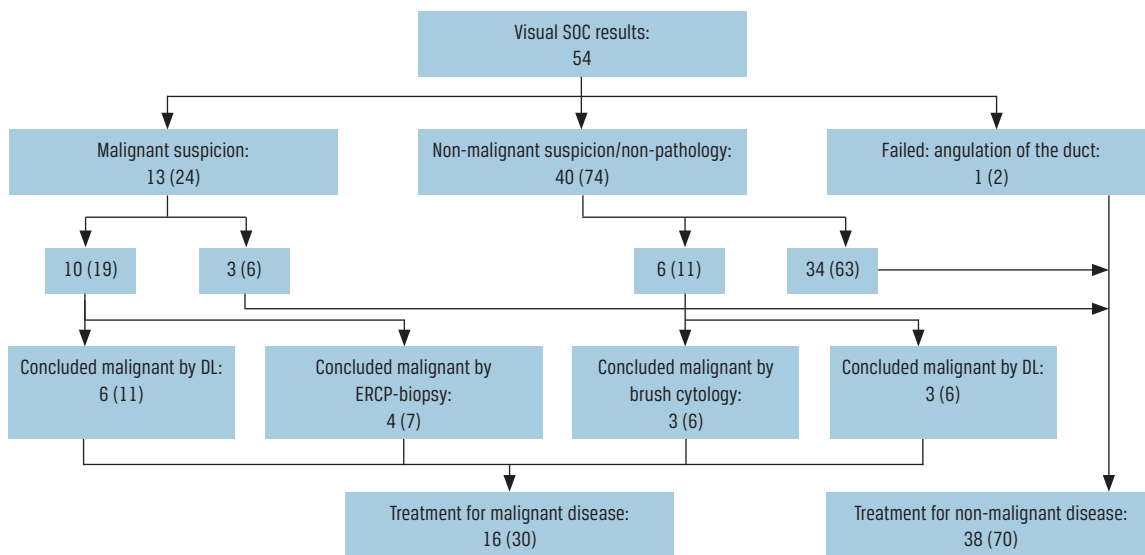 Visual SOC results:
54
Malignant suspicion:
13 (24)
Non-malignant suspicion/non-pathology:
40 (74)
Failed: angulation of the duct:
1 (2)
10 (19)
3 (6)
6 (11)
34 (63)
Concluded malignant by DL:
6 (11)
Concluded malignant by
ERCP-biopsy:
4 (7)
Concluded malignant by
brush cytology:
3 (6)
Concluded malignant by DL:
3 (6)
Treatment for malignant disease:
16 (30)
Treatment for non-malignant disease:
38 (70)